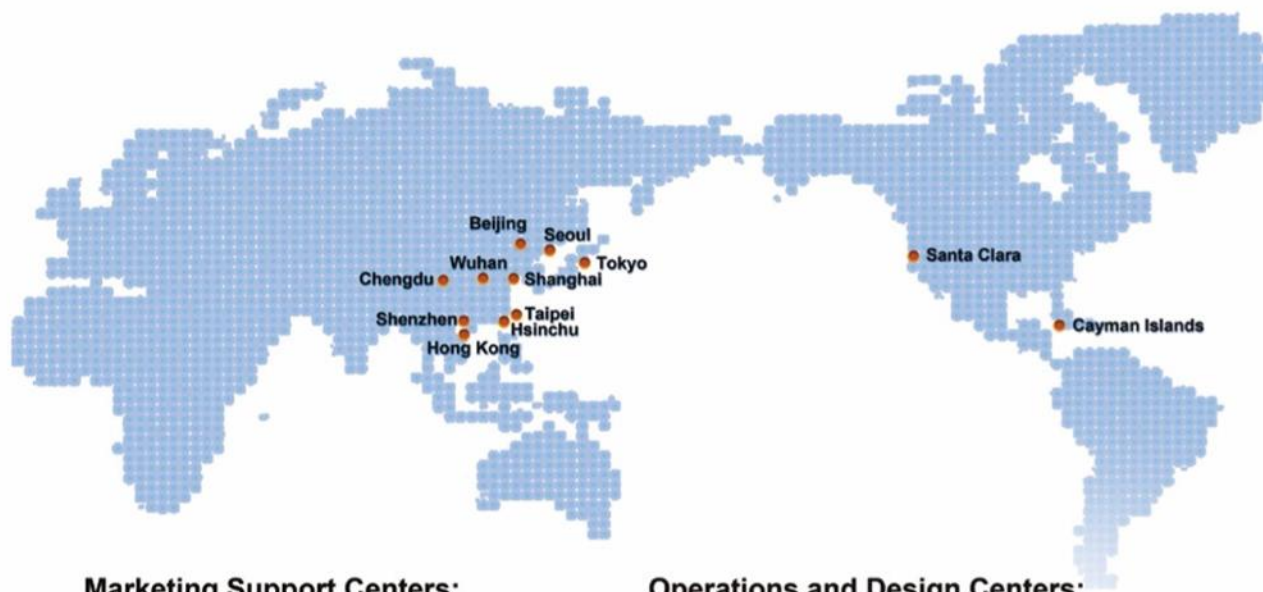 Beijing
Seoul
Wuhan
Tokyo
Chengdu
Shanghai
Shenzhen
Taipei
Hsinchu
Hong Kong
Santa Clara
Cayman Islands
Marketing Support Centers:
Operations and Design Centers: